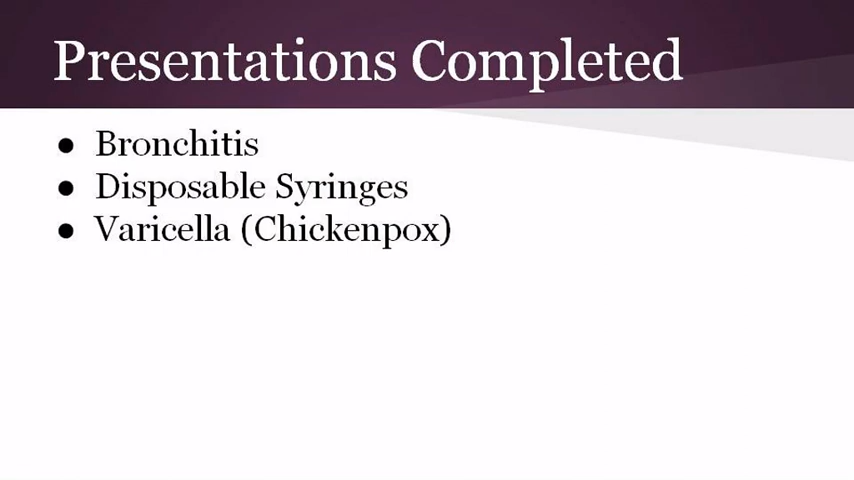 Presentations Completed
● Bronchitis
● Disposable Syringes
● Varicella (Chickenpox)